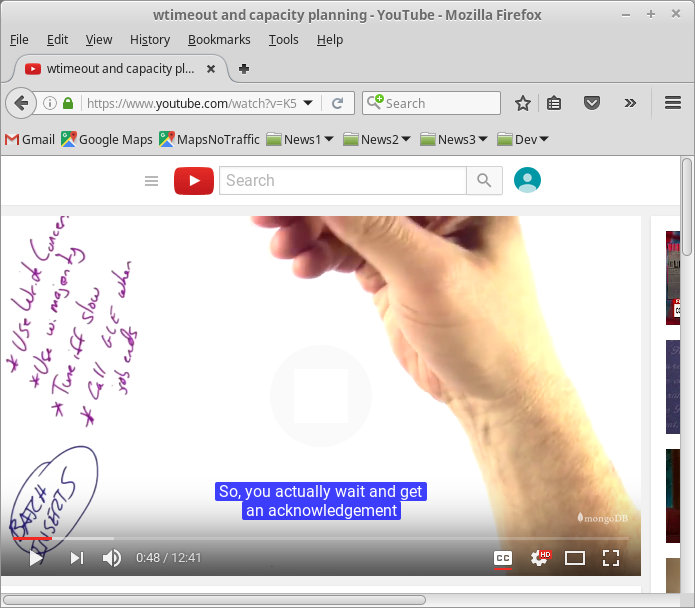 wtimeout and capacity planning - YouTube - Mozilla Firefox
File Edit View History Bookmarks Tools Help
wtimeout and capacity pl...
https://www.youtube.com/watch?v=K5
Search
Gmail Google Maps MapsNoTraffic News1 News2 News3 Dev
Search
* Use Write Concern
* Use w: majority
* Tune iff slow
* Call GLE when
job ends
BATCH
INSERTS
So, you actually wait and get
an acknowledgement
mongoDB
0:48 / 12:41
CC
HD